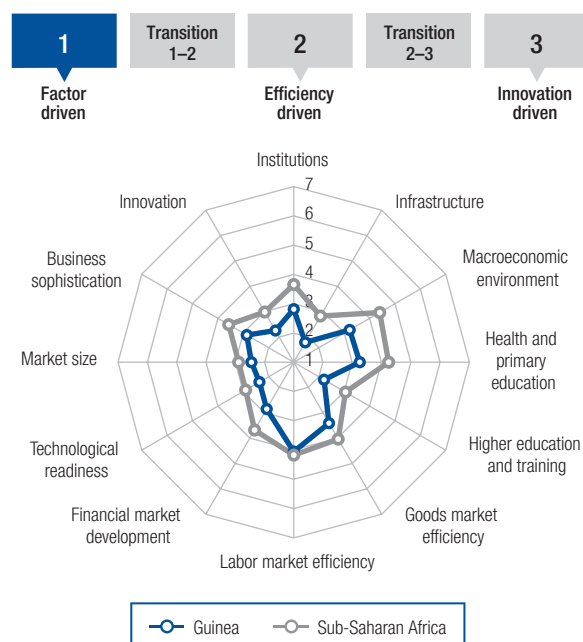 1
Transition
1–2
2
Transition
2–3
3
Factor
driven
Efficiency
driven
Innovation
driven
Institutions
Infrastructure
Macroeconomic
environment
Health and
primary
education
Higher education
and training
Goods market
efficiency
Labor market efficiency
Financial market
development
Technological
readiness
Market size
Business
sophistication
Innovation
7
6
5
4
3
2
1
Guinea
Sub-Saharan Africa